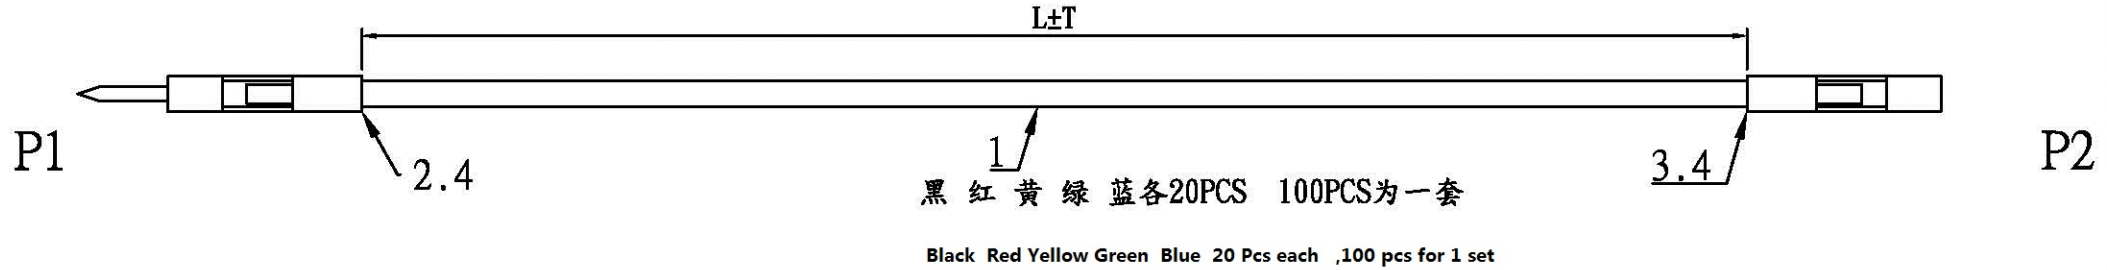 L±T
P1
2.4
1
3.4
P2
黑 红 黄 绿 蓝各20PCS 100PCS为一套
Black Red Yellow Green Blue 20 Pcs each ,100 pcs for 1 set